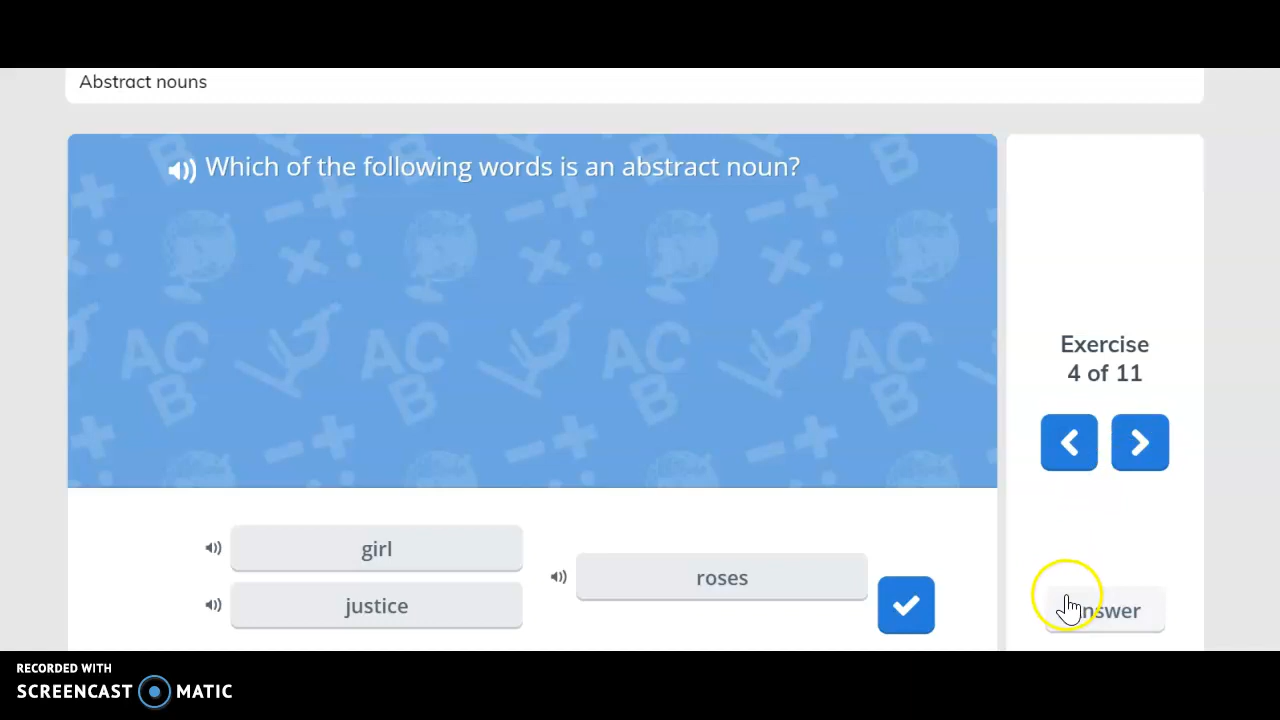 Abstract nouns
Which of the following words is an abstract noun?
Exercise
4 of 11
girl
justice
roses
nswer
RECORDED WITH
SCREENCAST MATIC